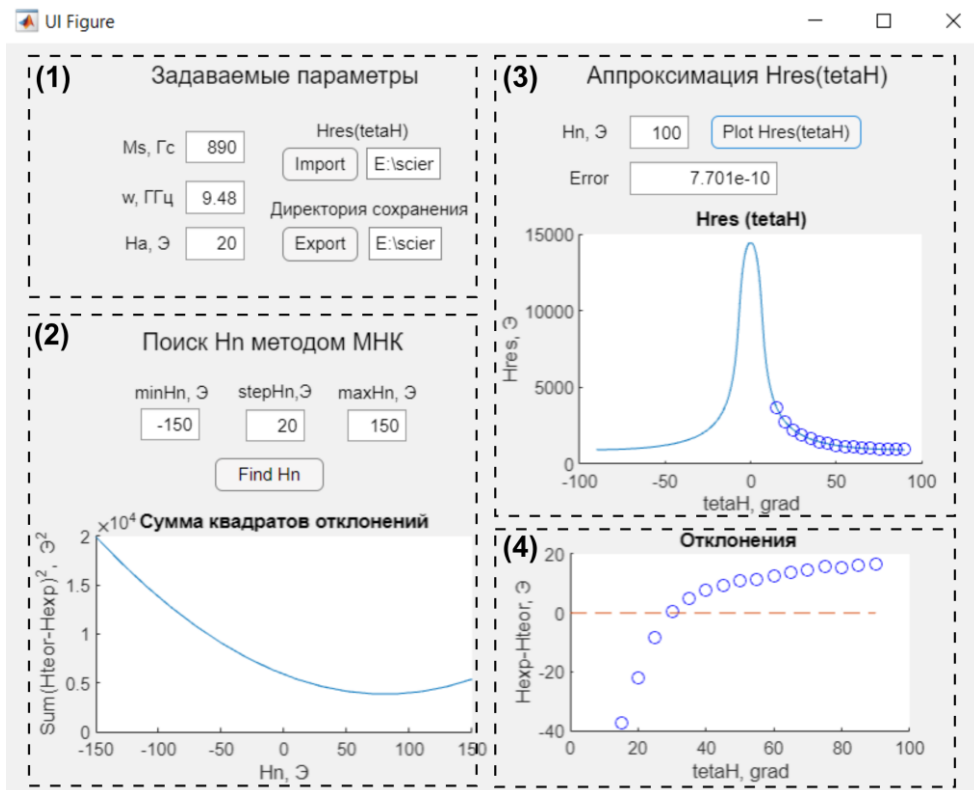 UI Figure
(1)
Задаваемые параметры
Ms, Гс
890
w, ГГц
9.48
Ha, Э
20
Hres(tetaH)
Import
E:\scier
Директория сохранения
Export
E:\scier
(2)
Поиск Hn методом МНК
minHn, Э
stepHn,Э
maxHn, Э
-150
20
150
Find Hn
×10^4 Сумма квадратов отклонений
Sum(Hteor-Hexp)^2, Э^2
2
1.5
1
0.5
0
-150
-100
-50
0
50
100
150
Hn, Э
(3)
Аппроксимация Hres(tetaH)
Hn, Э
100
Plot Hres(tetaH)
Error
7.701e-10
Hres (tetaH)
Hres, Э
15000
10000
5000
0
-100
-50
0
50
100
tetaH, grad
(4)
Отклонения
Hexp-Hteor, Э
20
0
-20
-40
0
20
40
60
80
100
tetaH, grad